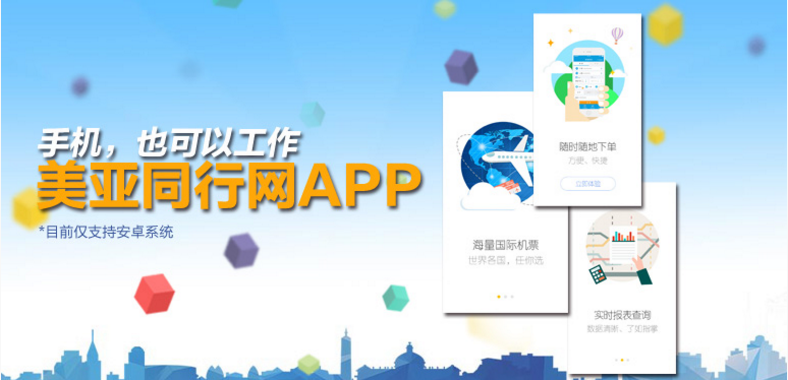 手机，也可以工作
美亚同行网APP
*目前仅支持安卓系统
随时随地下单
方便、快捷
立即体验
海量国际机票
世界各国，任你选
实时报表查询
数据清晰，了如指掌